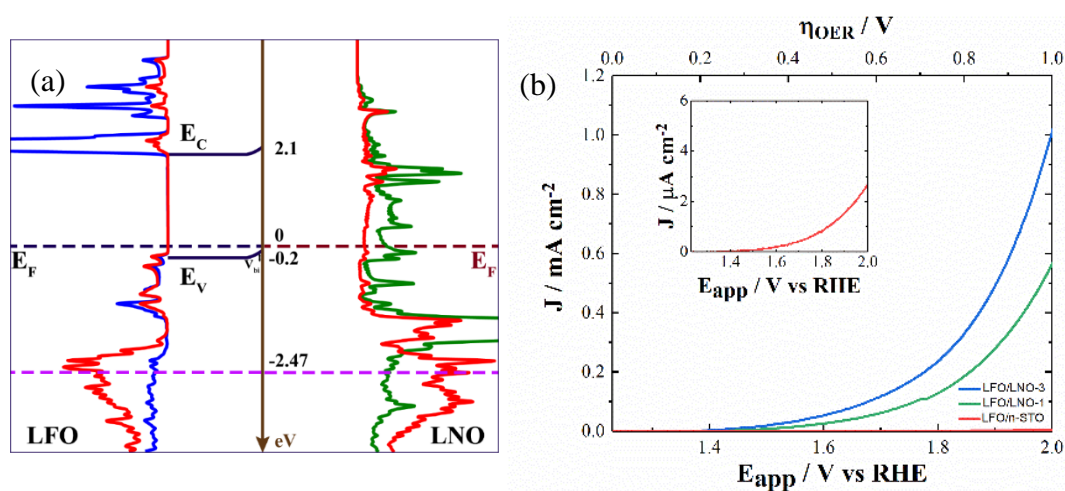 (a)
E_C
2.1
0
E_F
V_bi
-0.2
E_F
E_V
-2.47
LFO
eV
LNO
(b)
η_OER / V
0.0 0.2 0.4 0.6 0.8 1.0
1.2
1.0
0.8
0.6
0.4
0.2
0.0
J / mA cm⁻²
6
4
2
0
J / μA cm⁻²
1.4 1.6 1.8 2.0
E_app / V vs RHE
LFO/LNO-3
LFO/LNO-1
LFO/n-STO
1.4 1.6 1.8 2.0
E_app / V vs RHE